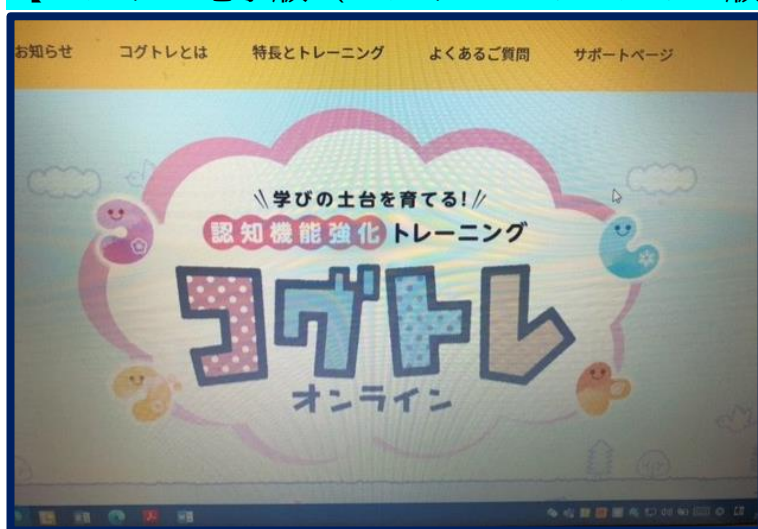 お知らせ コグトレとは 特長とトレーニング よくあるご質問 サポートページ
\\学びの土台を育てる!//
認知機能強化トレーニング
コグトレ
オンライン